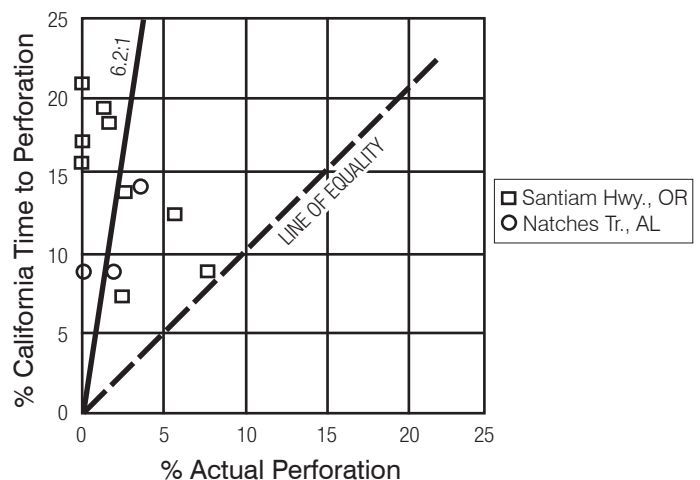 % California Time to Perforation
25
20
15
10
5
0
6.2:1
LINE OF EQUALITY
0 5 10 15 20 25
% Actual Perforation
Santiam Hwy., OR
Natches Tr., AL